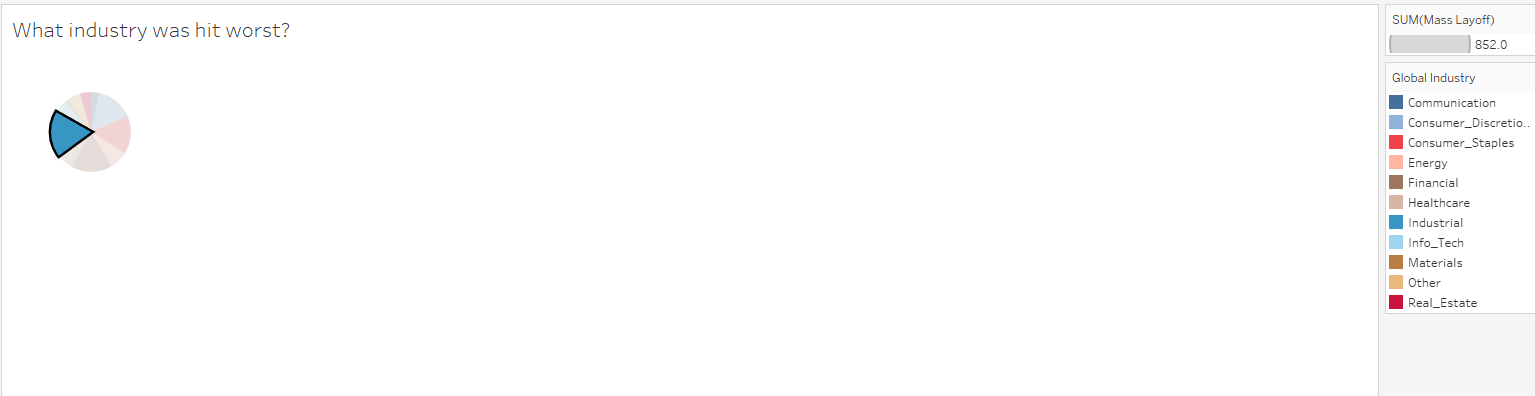 What industry was hit worst?
SUM(Mass Layoff)
852.0
Global Industry
Communication
Consumer_Discretio..
Consumer_Staples
Energy
Financial
Healthcare
Industrial
Info_Tech
Materials
Other
Real_Estate